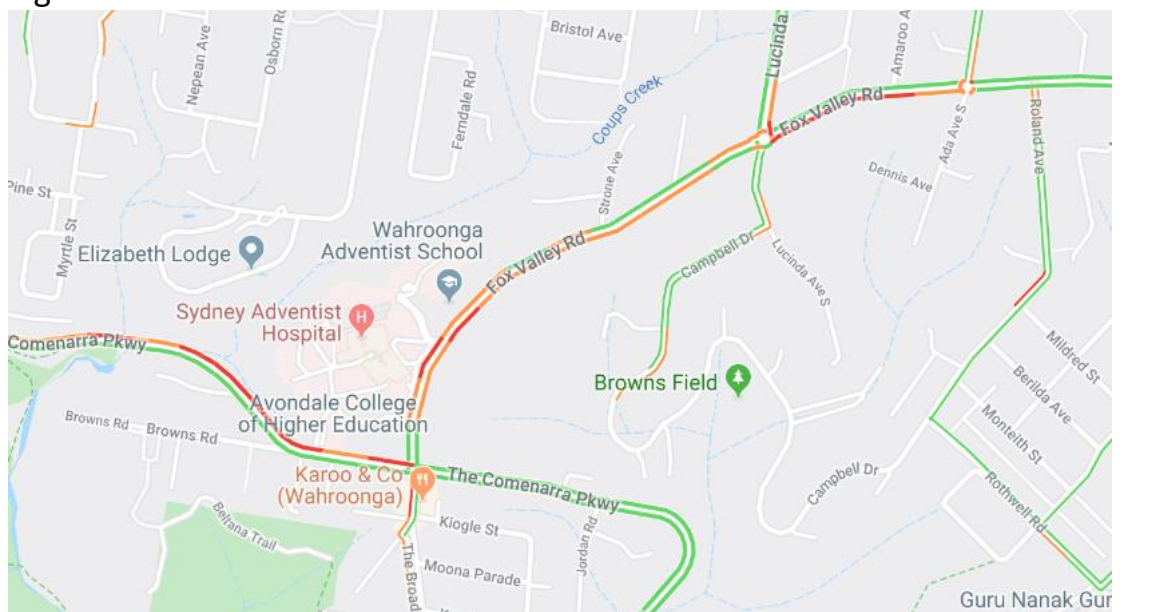 Nepean Ave
Osborn Rd
Ferndale Rd
Bristol Ave
Coups Creek
Lucinda
Amaroo A
Fox Valley Rd
Ada Ave S
Roland Ave
Dennis Ave
Strone Ave
Pine St
Myrtle St
Elizabeth Lodge
Wahroonga
Adventist School
Fox Valley Rd
Campbell Dr
Lucinda Ave S
Sydney Adventist
Hospital
H
Comenarra Pkwy
Browns Field
Mildred St
Berilda Ave
Monteith St
Avondale College
of Higher Education
Browns Rd
Browns Rd
Karoo & Co
(Wahroonga)
The Comenarra Pkwy
Campbell Dr
Rothwell Rd
Belrana Trail
Kiogle St
Jordan Rd
The Broad
Moona Parade
Guru Nanak Gur